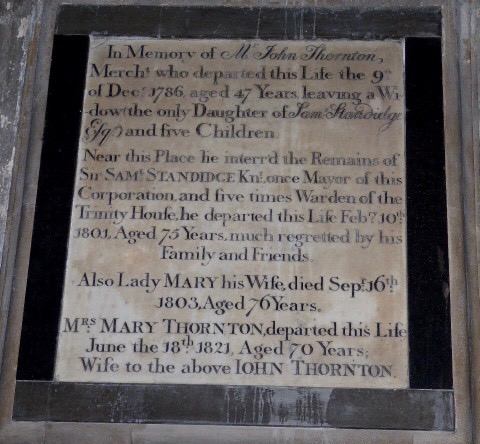 In Memory of Mr. John Thornton,
Mercht. who departed this Life the 9th
of Decr. 1786, aged 47 Years, leaving a Wi-
-dow (the only Daughter of Saml. Standidge
Esqr.) and five Children.
Near this Place lie interr'd the Remains of
Sir SAML. STANDIDGE Knt. once Mayor of this
Corporation, and five times Warden of the
Trinity House, he departed this Life Feby. 10th
1801, Aged 75 Years, much regretted by his
Family and Friends.
Also Lady MARY his Wife, died Sept. 16th
1803, Aged 76 Years.
MRS. MARY THORNTON, departed this Life
June the 18th 1821, Aged 70 Years;
Wife to the above IOHN THORNTON.